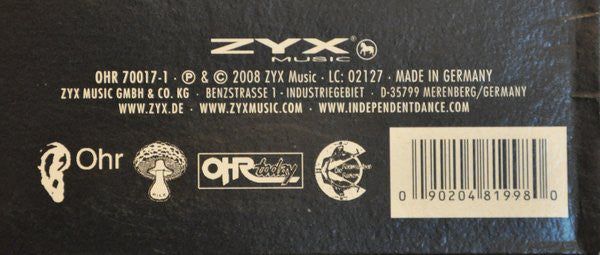 ZYX
MUSIC
OHR 70017-1 · ℗ & © 2008 ZYX Music · LC: 02127 · MADE IN GERMANY
ZYX MUSIC GMBH & CO. KG · BENZSTRASSE 1 · INDUSTRIEGEBIET · D-35799 MERENBERG/GERMANY
WWW.ZYX.DE · WWW.ZYXMUSIC.COM · WWW.INDEPENDENTDANCE.COM
Ohr
OHR today
0 90204 81998 0